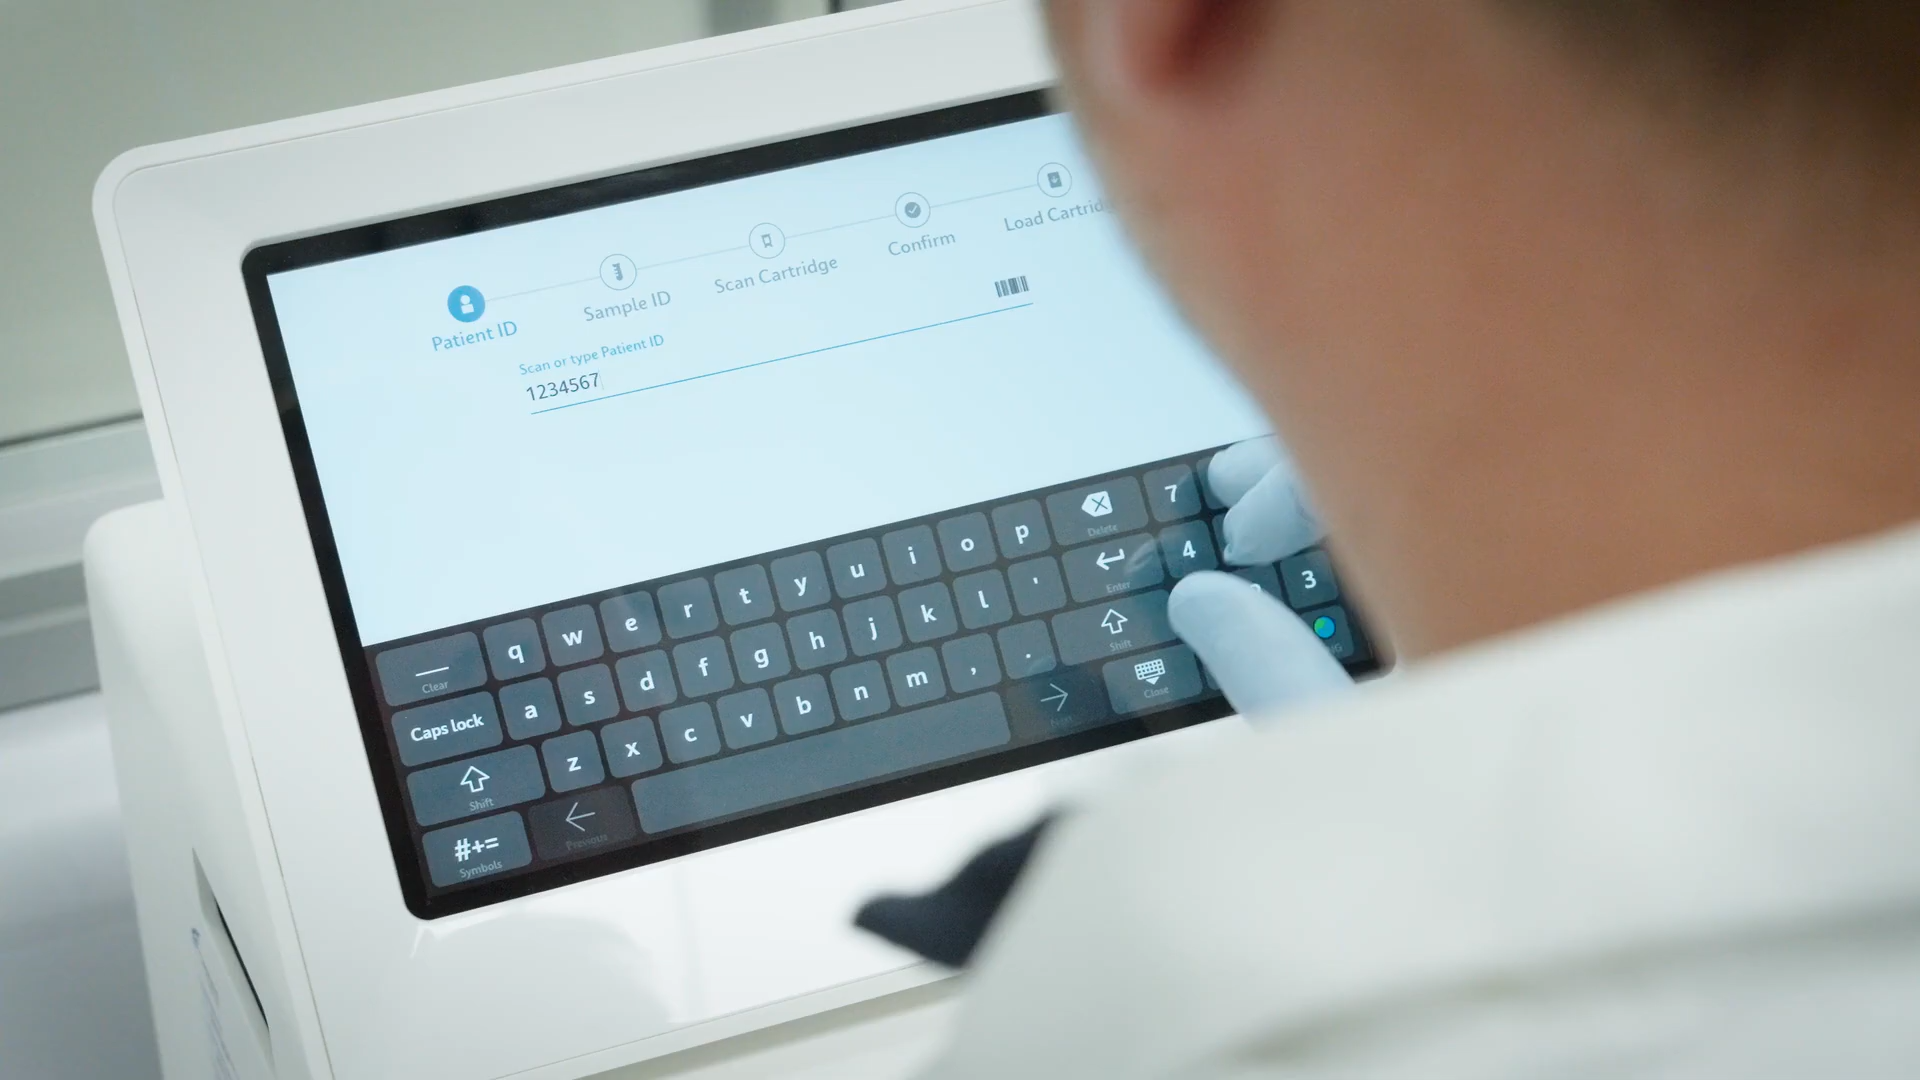 Patient ID
Sample ID
Scan Cartridge
Confirm
Load Cartrid
Scan or type Patient ID
1234567
Clear
q w e r t y u i o p
Delete
7
Caps lock
a s d f g h j k l '
Enter
4
Shift
z x c v b n m , .
Shift
3
#+=
Symbols
Previous
Next
Close